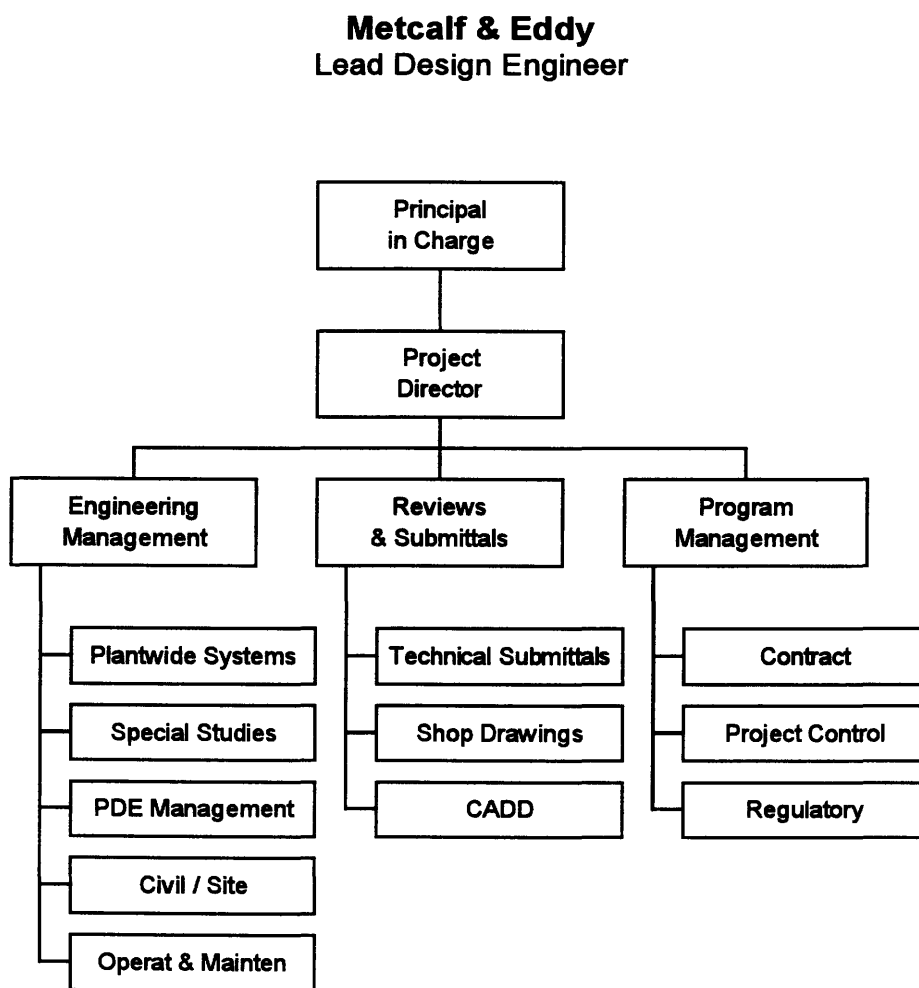 Metcalf & Eddy
Lead Design Engineer
Principal
in Charge
Project
Director
Engineering
Management
Reviews
& Submittals
Program
Management
Plantwide Systems
Technical Submittals
Contract
Special Studies
Shop Drawings
Project Control
PDE Management
CADD
Regulatory
Civil / Site
Operat & Mainten